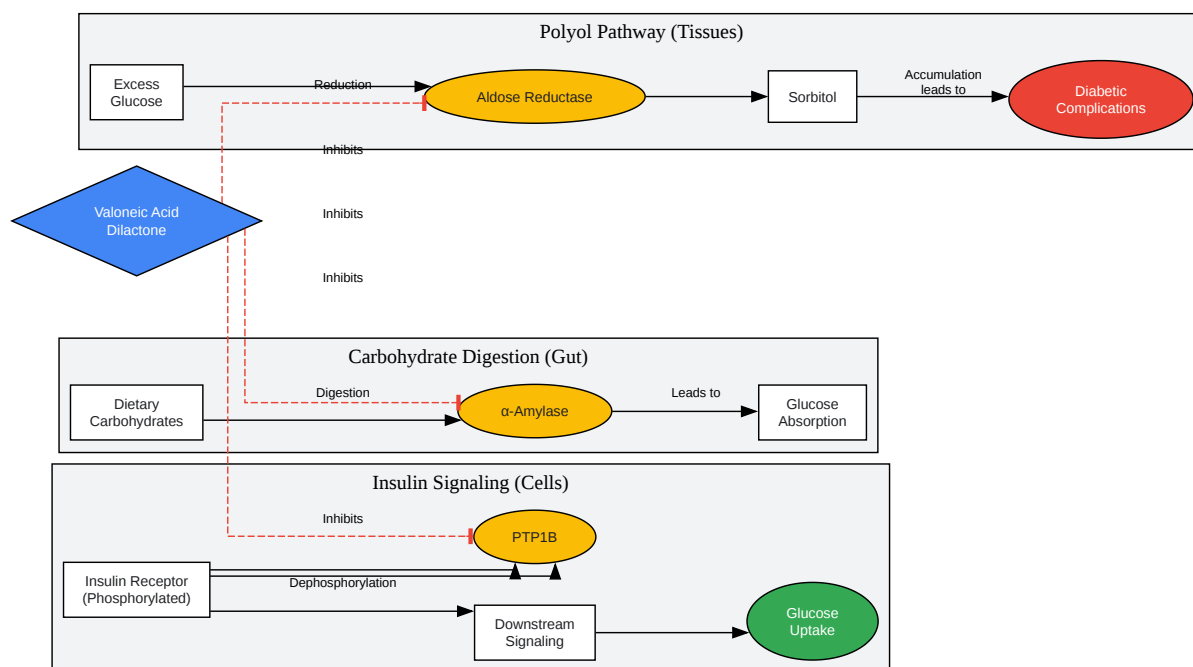 Polyol Pathway (Tissues)
Excess
Glucose
Reduction
Aldose Reductase
Sorbitol
Accumulation
leads to
Diabetic
Complications
Inhibits
Valoneic Acid
Dilactone
Inhibits
Inhibits
Carbohydrate Digestion (Gut)
Dietary
Carbohydrates
Digestion
α-Amylase
Leads to
Glucose
Absorption
Insulin Signaling (Cells)
Inhibits
PTP1B
Insulin Receptor
(Phosphorylated)
Dephosphorylation
Downstream
Signaling
Glucose
Uptake